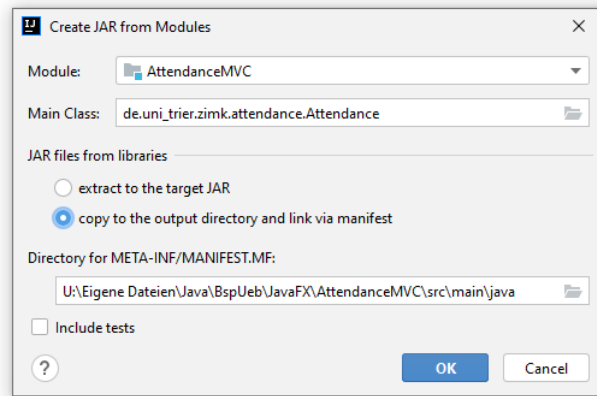 IJ
Create JAR from Modules
Module: AttendanceMVC
Main Class: de.uni_trier.zimk.attendance.Attendance
JAR files from libraries
extract to the target JAR
copy to the output directory and link via manifest
Directory for META-INF/MANIFEST.MF:
U:\Eigene Dateien\Java\BspUeb\JavaFX\AttendanceMVC\src\main\java
Include tests
? OK Cancel